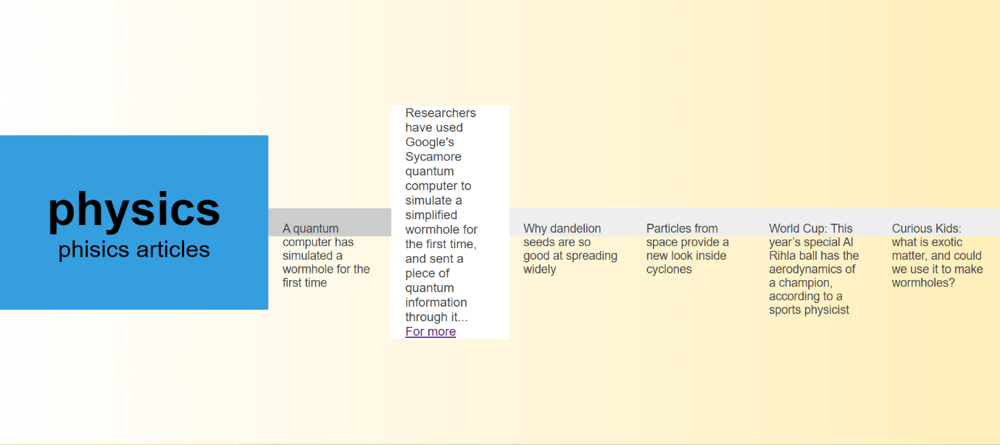 physics
phisics articles
A quantum
computer has
simulated a
wormhole for the
first time
Researchers
have used
Google's
Sycamore
quantum
computer to
simulate a
simplified
wormhole for
the first time,
and sent a
piece of
quantum
information
through it...
For more
Why dandelion
seeds are so
good at spreading
widely
Particles from
space provide a
new look inside
cyclones
World Cup: This
year’s special Al
Rihla ball has the
aerodynamics of
a champion,
according to a
sports physicist
Curious Kids:
what is exotic
matter, and could
we use it to make
wormholes?